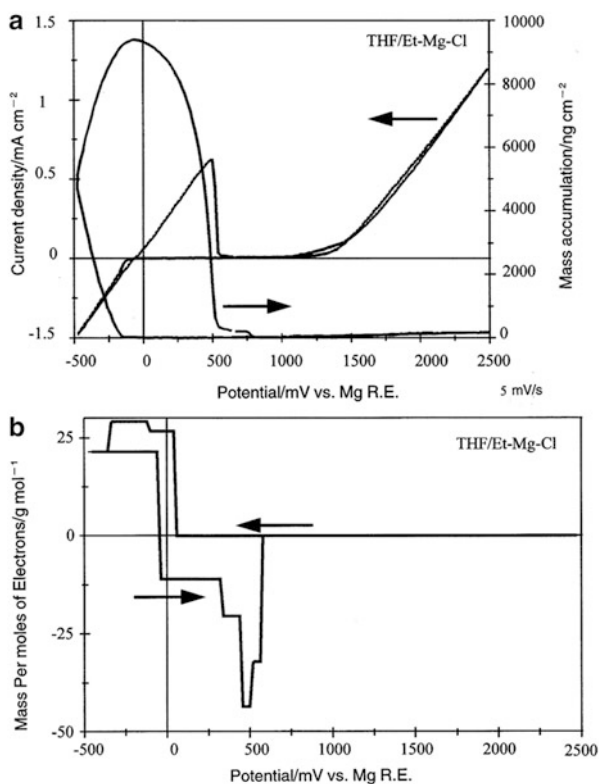 a
THF/Et-Mg-Cl
Current density/mA cm⁻²
1.5
1
0.5
0
-1.5
Mass accumulation/ng cm⁻²
10000
8000
6000
4000
2000
0
-500 0 500 1000 1500 2000 2500
Potential/mV vs. Mg R.E.
5 mV/s
b
THF/Et-Mg-Cl
Mass Per moles of Electrons/g mol⁻¹
25
0
-25
-50
-500 0 500 1000 1500 2000 2500
Potential/mV vs. Mg R.E.